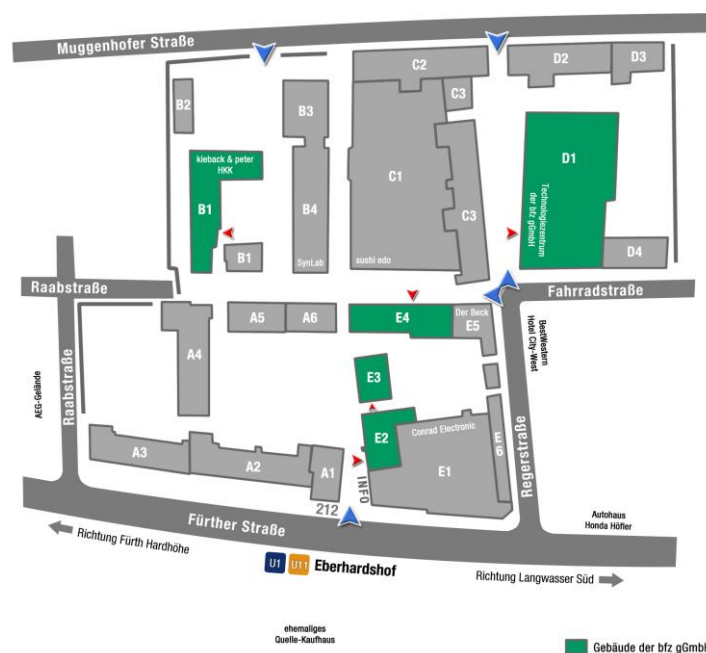 Muggenhofer Straße
C2
D2
D3
B2
B3
C3
kieback & peter
HKK
D1
Technologiezentrum
der bfz gGmbH
B1
B4
C1
C3
B1
SynLab
sushi edo
D4
Raabstraße
Fahrradstraße
A5
A6
E4
Der Beck
E5
BestWestern
Hotel City-West
A4
E3
AEG-Gelände
Raabstraße
E2
Conrad Electronic
E
6
Regerstraße
A3
A2
A1
E1
INFO
212
Fürther Straße
Autohaus
Honda Höfler
Richtung Fürth Hardhöhe
U1 U11 Eberhardshof
Richtung Langwasser Süd
ehemaliges
Quelle-Kaufhaus
Gebäude der bfz gGmbH